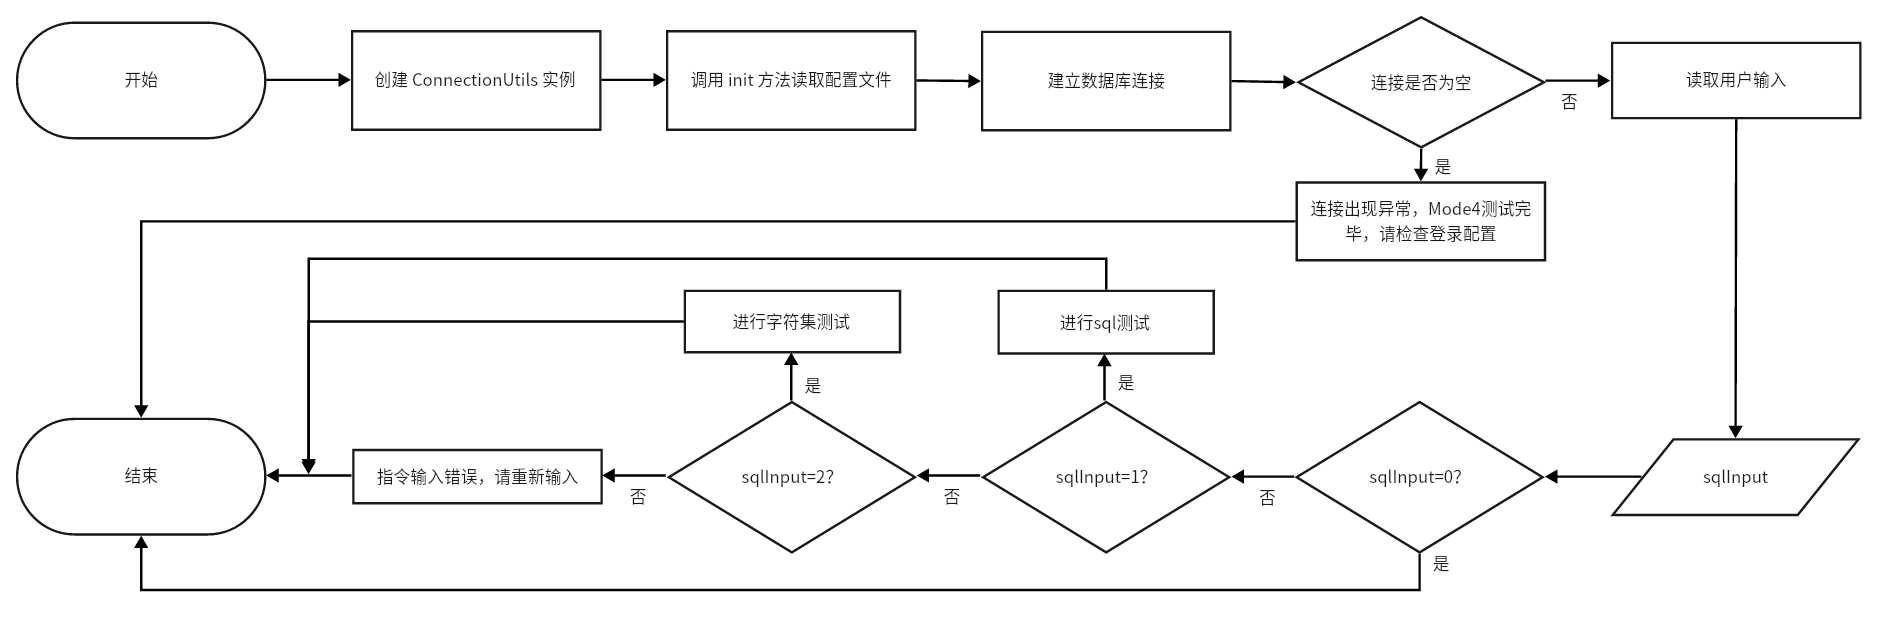 开始
创建 ConnectionUtils 实例
调用 init 方法读取配置文件
建立数据库连接
连接是否为空
否
读取用户输入
是
连接出现异常，Mode4测试完
毕，请检查登录配置
进行字符集测试
进行sql测试
是
是
结束
指令输入错误，请重新输入
否
sqlInput=2?
否
sqlInput=1?
否
sqlInput=0?
sqlInput
是